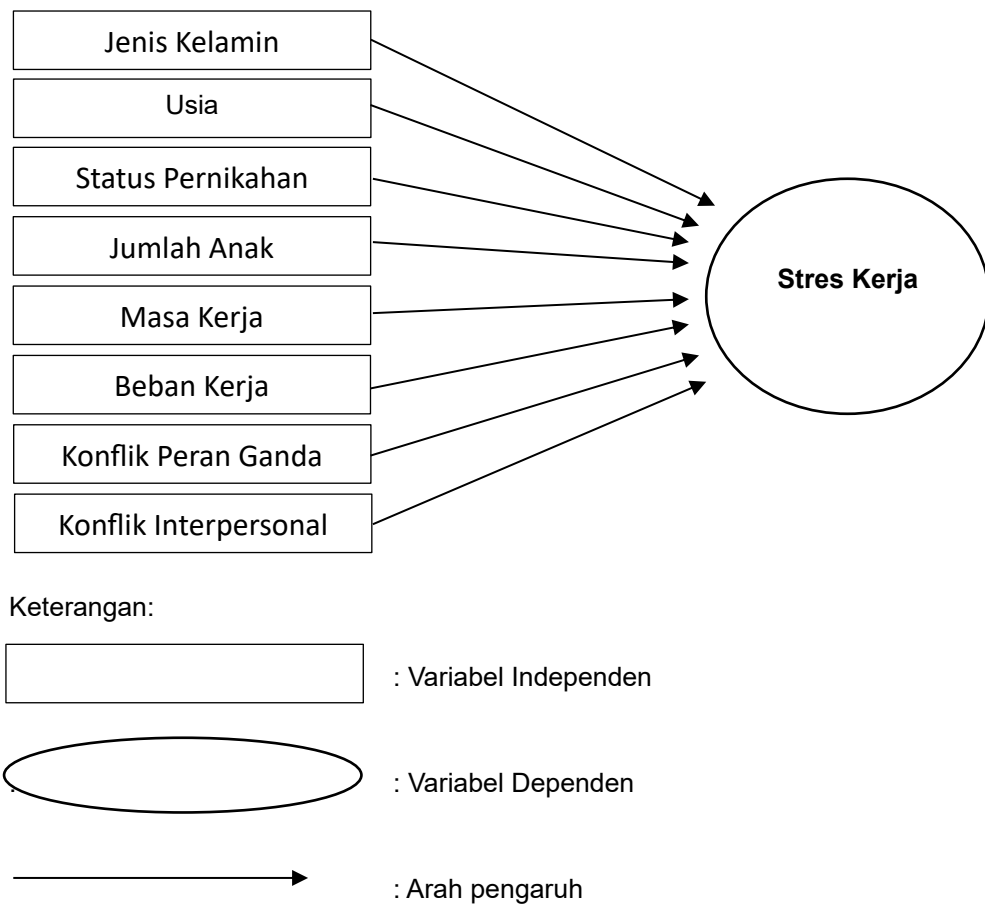 Jenis Kelamin
Usia
Status Pernikahan
Jumlah Anak
Masa Kerja
Beban Kerja
Konflik Peran Ganda
Konflik Interpersonal
Stres Kerja
Keterangan:
: Variabel Independen
: Variabel Dependen
: Arah pengaruh